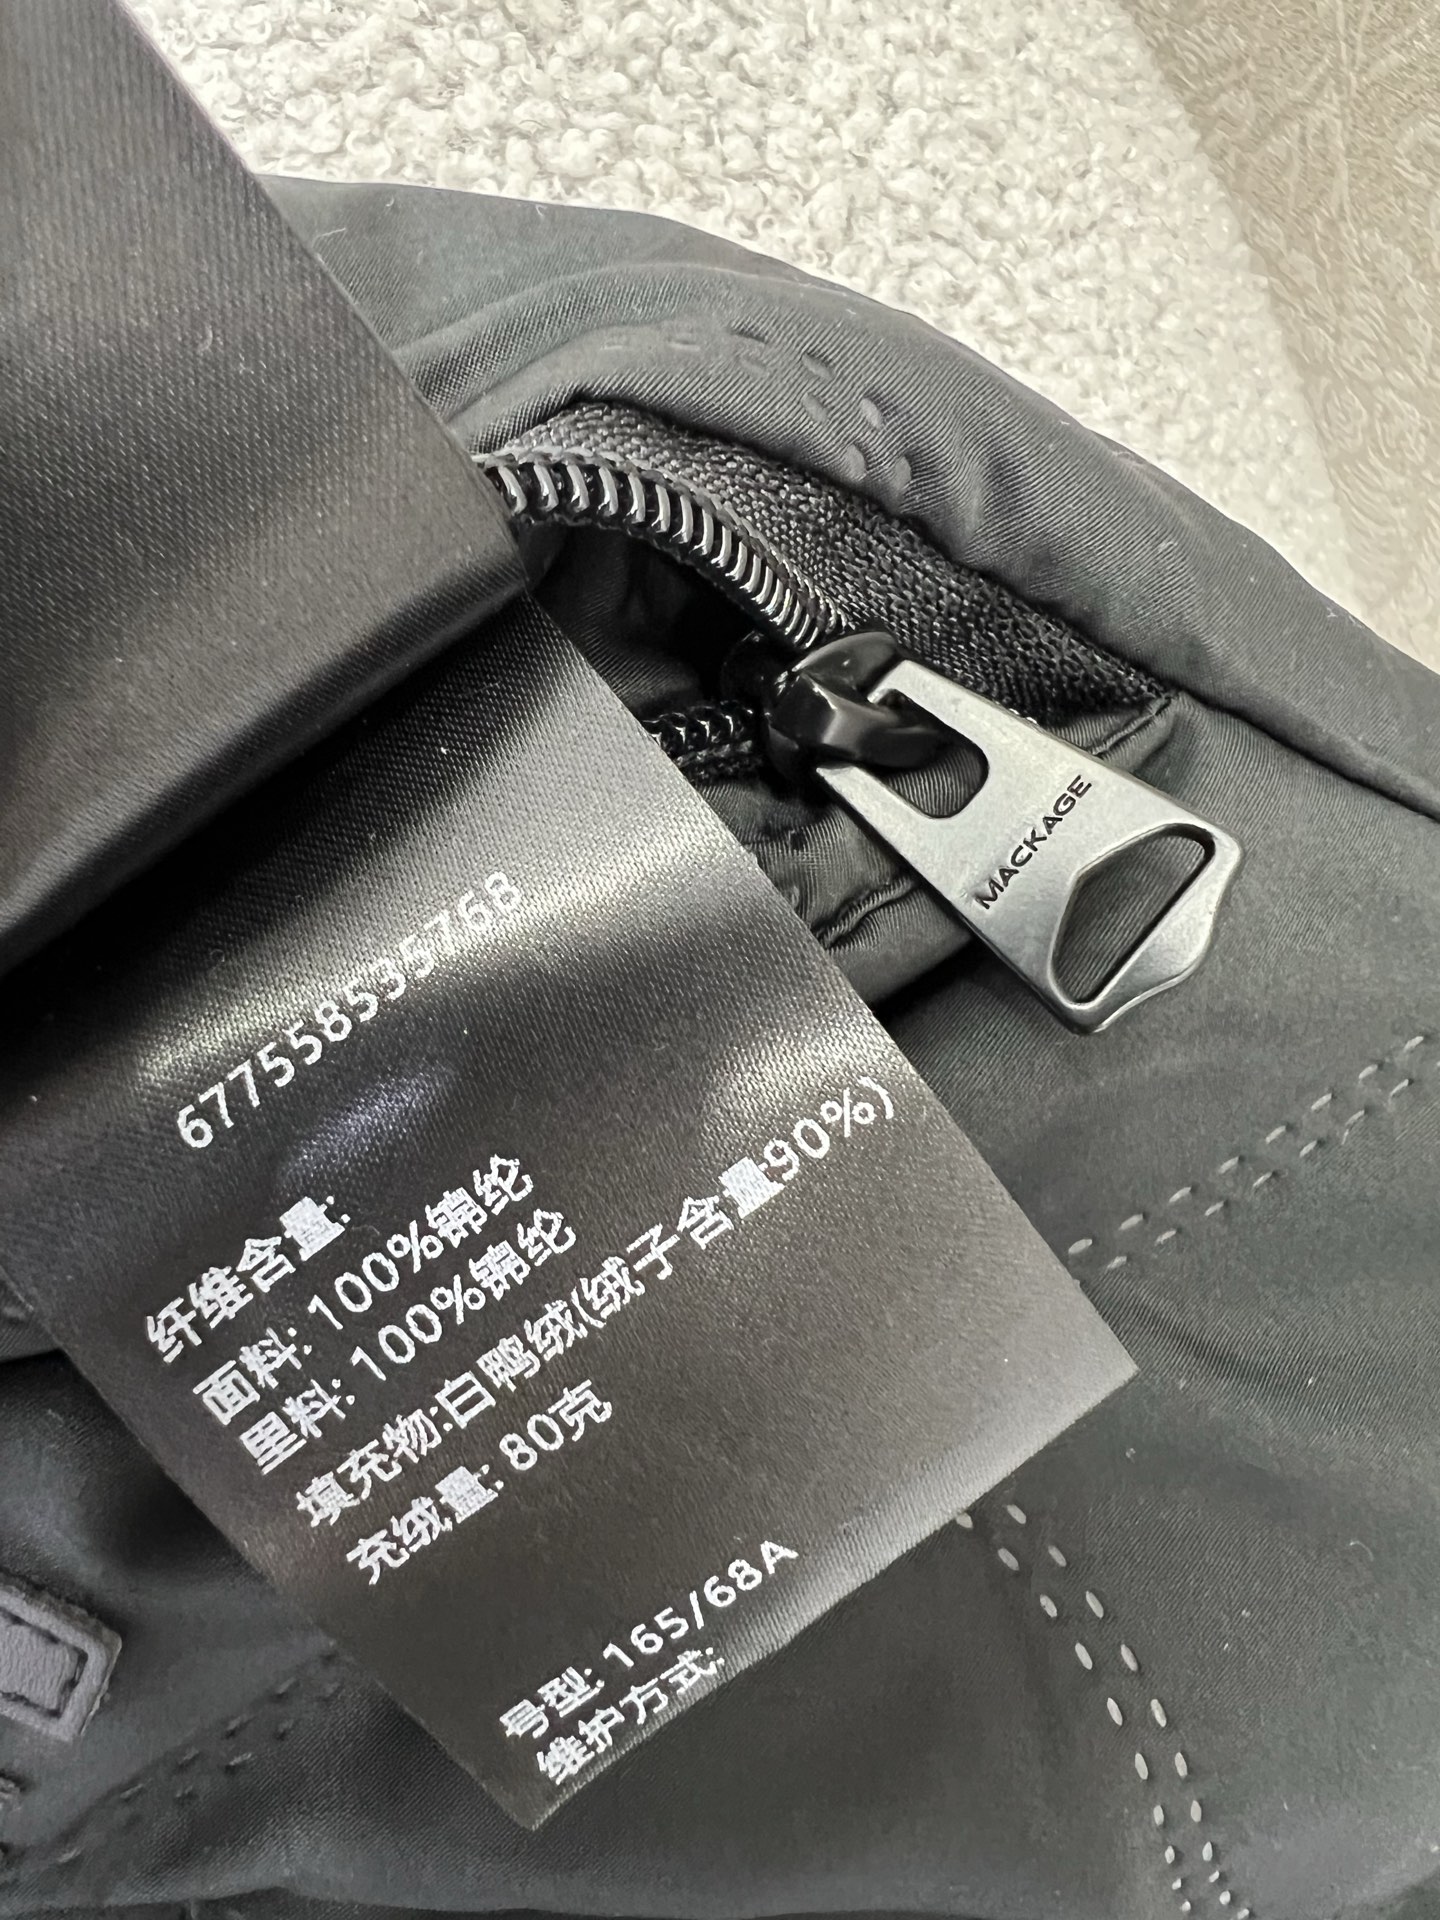 MACKAGE
677558535768
纤维含量:
面料: 100%锦纶
里料: 100%锦纶
填充物:白鸭绒(绒子含量90%)
充绒量: 80克
号型: 165/68A
维护方式: